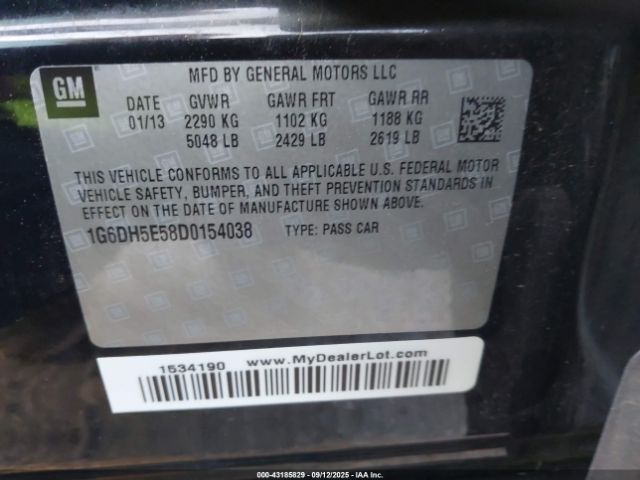 GM
MFD BY GENERAL MOTORS LLC
DATE GVWR GAWR FRT GAWR RR
01/13 2290 KG 1102 KG 1188 KG
5048 LB 2429 LB 2619 LB
THIS VEHICLE CONFORMS TO ALL APPLICABLE U.S. FEDERAL MOTOR
VEHICLE SAFETY, BUMPER, AND THEFT PREVENTION STANDARDS IN
EFFECT ON THE DATE OF MANUFACTURE SHOWN ABOVE.
1G6DH5E58D0154038 TYPE: PASS CAR
1534190 www.MyDealerLot.com
© 43185829 - 09/12/2025 - IAA Inc.